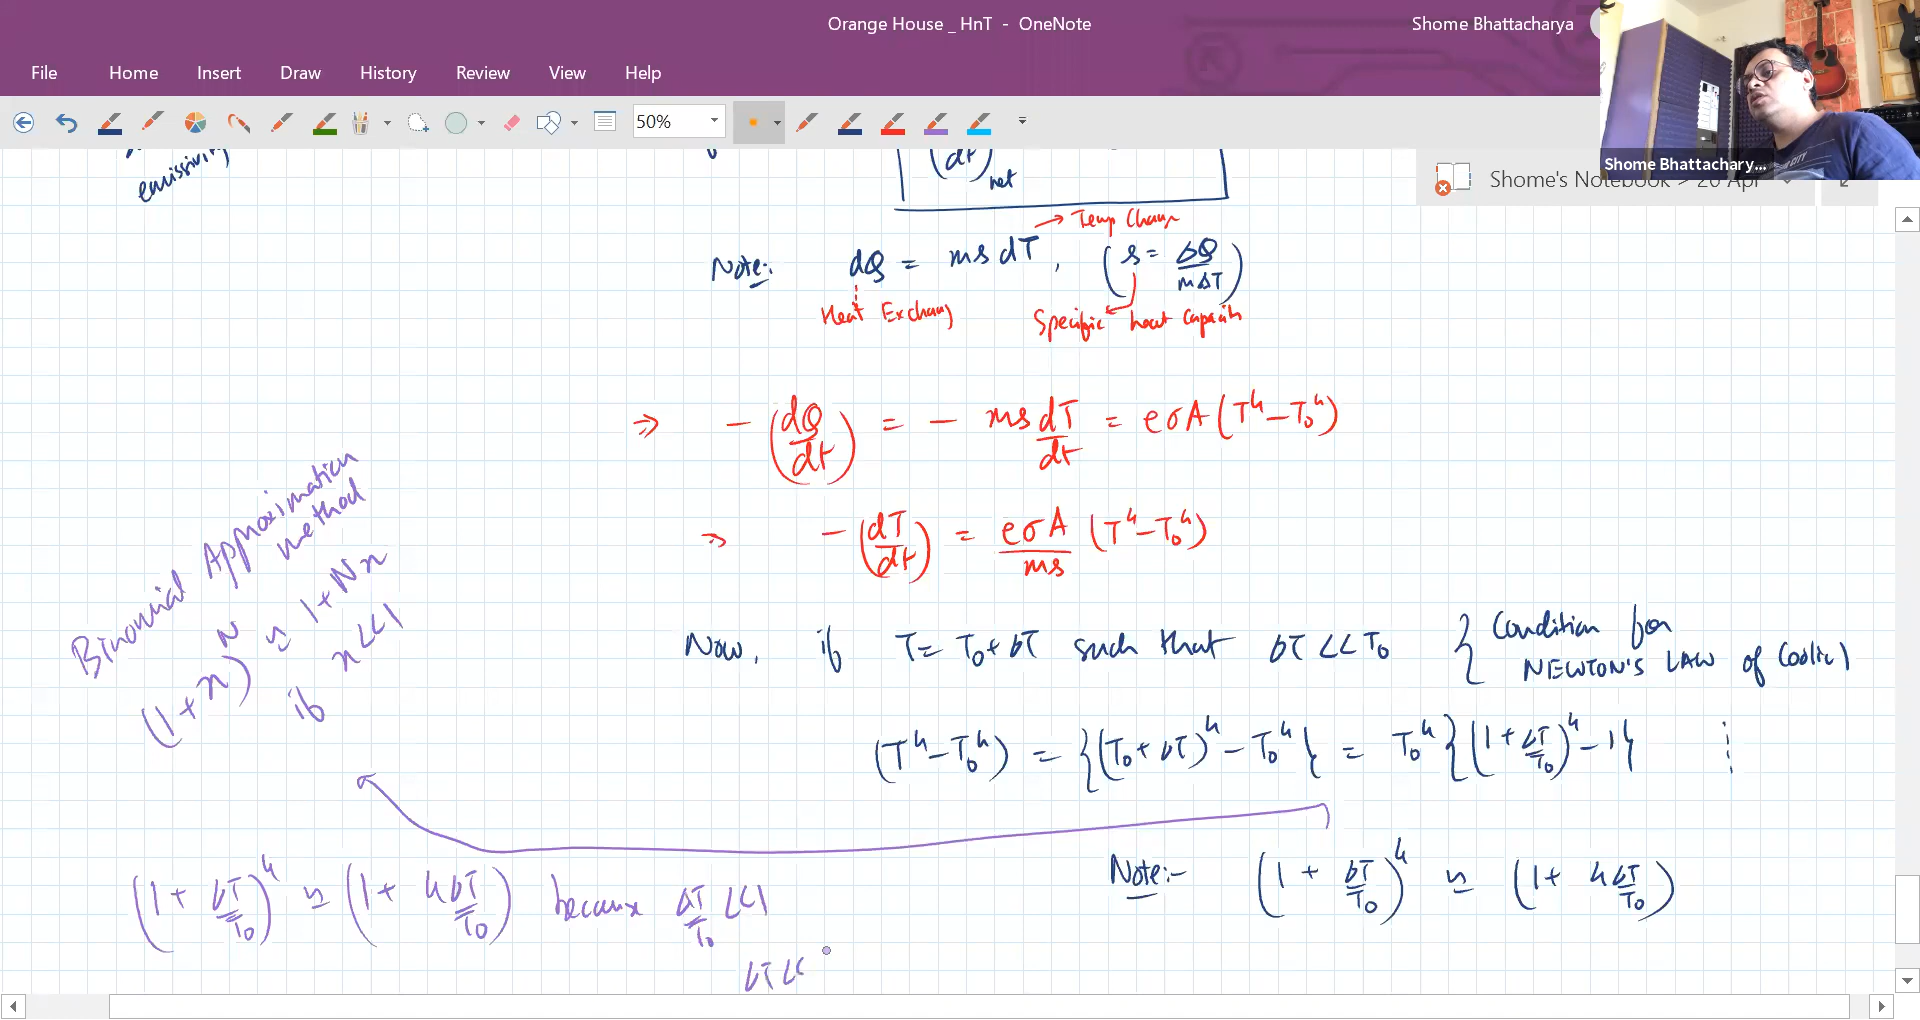 Orange House _ HnT - OneNote
Shome Bhattacharya
File Home Insert Draw History Review View Help
50%
Shome Bhattachary...
Shome's Notebook > 26 Apr
emissivity
(dt)net
→ Temp Chang
Note:- dQ = ms dT, (s = ΔQ/mΔT)
Heat Exchang
Specific heat capacity
⇒ -(dQ/dt) = - ms dT/dt = eσA(T⁴-T₀⁴)
⇒ -(dT/dt) = eσA/ms (T⁴-T₀⁴)
Binomial Approximation method
(1+x)^N ≈ 1+Nx
if x<<1
Now, if T = T₀+ΔT such that ΔT << T₀ { Condition for
NEWTON'S LAW of Cooling
(T⁴-T₀⁴) = {(T₀+ΔT)⁴-T₀⁴} = T₀⁴{(1+ΔT/T₀)⁴-1}
Note:- (1+ΔT/T₀)⁴ ≈ (1+4ΔT/T₀)
(1+ΔT/T₀)⁴ ≈ (1+4ΔT/T₀) because ΔT/T₀ <<1
ΔT <<